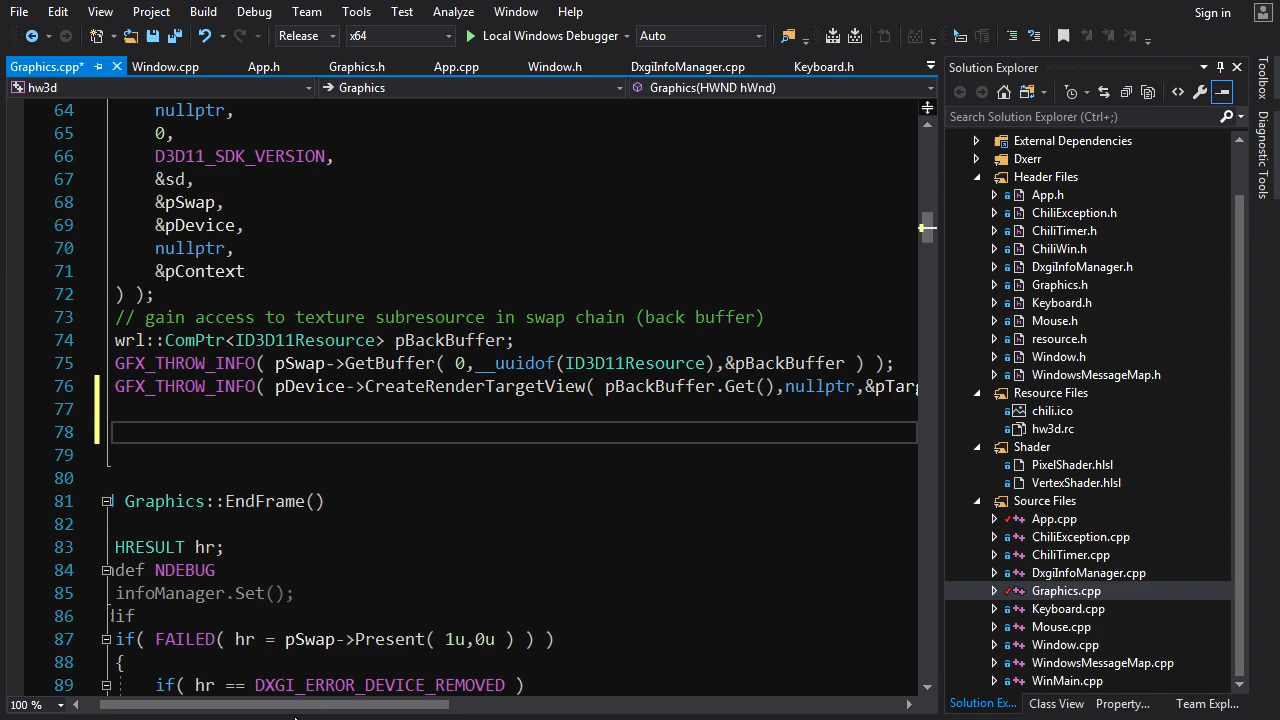 File Edit View Project Build Debug Team Tools Test Analyze Window Help Sign in
Release x64 Local Windows Debugger Auto
Graphics.cpp* Window.cpp App.h Graphics.h App.cpp Window.h DxgiInfoManager.cpp Keyboard.h
hw3d Graphics Graphics(HWND hWnd)
64 nullptr,
65 0,
66 D3D11_SDK_VERSION,
67 &sd,
68 &pSwap,
69 &pDevice,
70 nullptr,
71 &pContext
72 ) );
73 // gain access to texture subresource in swap chain (back buffer)
74 wrl::ComPtr<ID3D11Resource> pBackBuffer;
75 GFX_THROW_INFO( pSwap->GetBuffer( 0,__uuidof(ID3D11Resource),&pBackBuffer ) );
76 GFX_THROW_INFO( pDevice->CreateRenderTargetView( pBackBuffer.Get(),nullptr,&pTarg
77
78
79
80
81 Graphics::EndFrame()
82
83 HRESULT hr;
84 ndef NDEBUG
85 infoManager.Set();
86 dif
87 if( FAILED( hr = pSwap->Present( 1u,0u ) ) )
88 {
89 if( hr == DXGI_ERROR_DEVICE_REMOVED )
100 %
Solution Explorer
Search Solution Explorer (Ctrl+;)
External Dependencies
Dxerr
Header Files
App.h
ChiliException.h
ChiliTimer.h
ChiliWin.h
DxgiInfoManager.h
Graphics.h
Keyboard.h
Mouse.h
resource.h
Window.h
WindowsMessageMap.h
Resource Files
chili.ico
hw3d.rc
Shader
PixelShader.hlsl
VertexShader.hlsl
Source Files
App.cpp
ChiliException.cpp
ChiliTimer.cpp
DxgiInfoManager.cpp
Graphics.cpp
Keyboard.cpp
Mouse.cpp
Window.cpp
WindowsMessageMap.cpp
WinMain.cpp
Solution Ex... Class View Property... Team Expl...
Toolbox
Diagnostic Tools